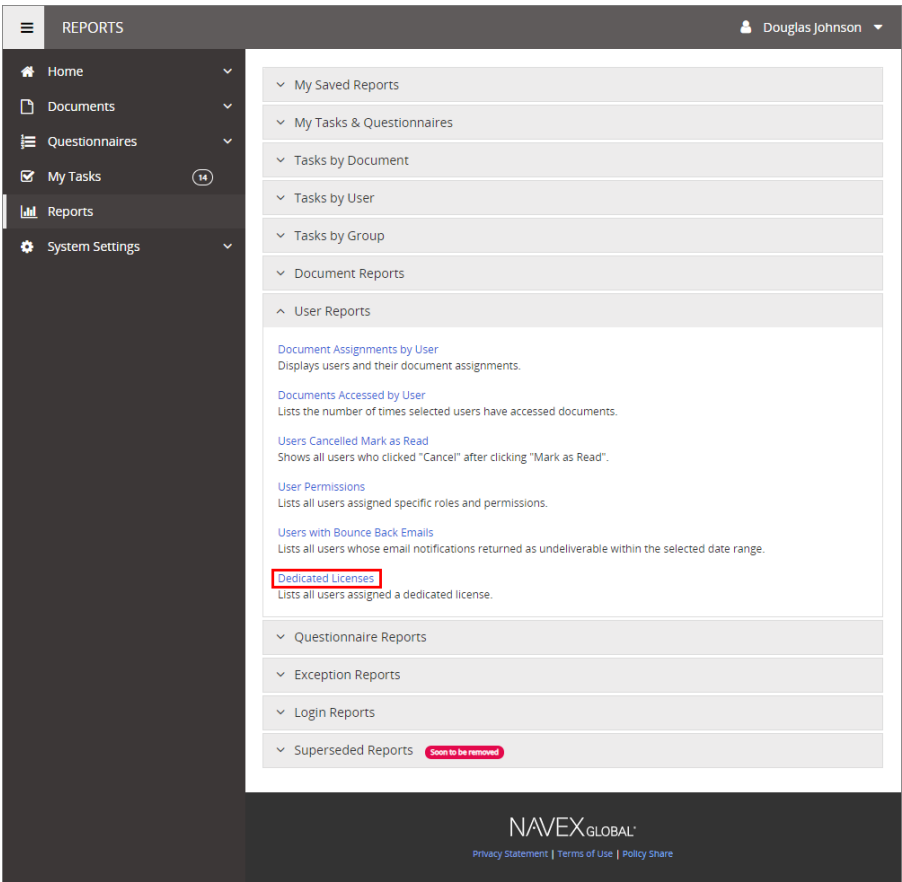 REPORTS
Douglas Johnson
Home
Documents
Questionnaires
My Tasks 14
Reports
System Settings
My Saved Reports
My Tasks & Questionnaires
Tasks by Document
Tasks by User
Tasks by Group
Document Reports
User Reports
Document Assignments by User
Displays users and their document assignments.
Documents Accessed by User
Lists the number of times selected users have accessed documents.
Users Cancelled Mark as Read
Shows all users who clicked "Cancel" after clicking "Mark as Read".
User Permissions
Lists all users assigned specific roles and permissions.
Users with Bounce Back Emails
Lists all users whose email notifications returned as undeliverable within the selected date range.
Dedicated Licenses
Lists all users assigned a dedicated license.
Questionnaire Reports
Exception Reports
Login Reports
Superseded Reports Soon to be removed
NAVEX GLOBAL
Privacy Statement | Terms of Use | Policy Share